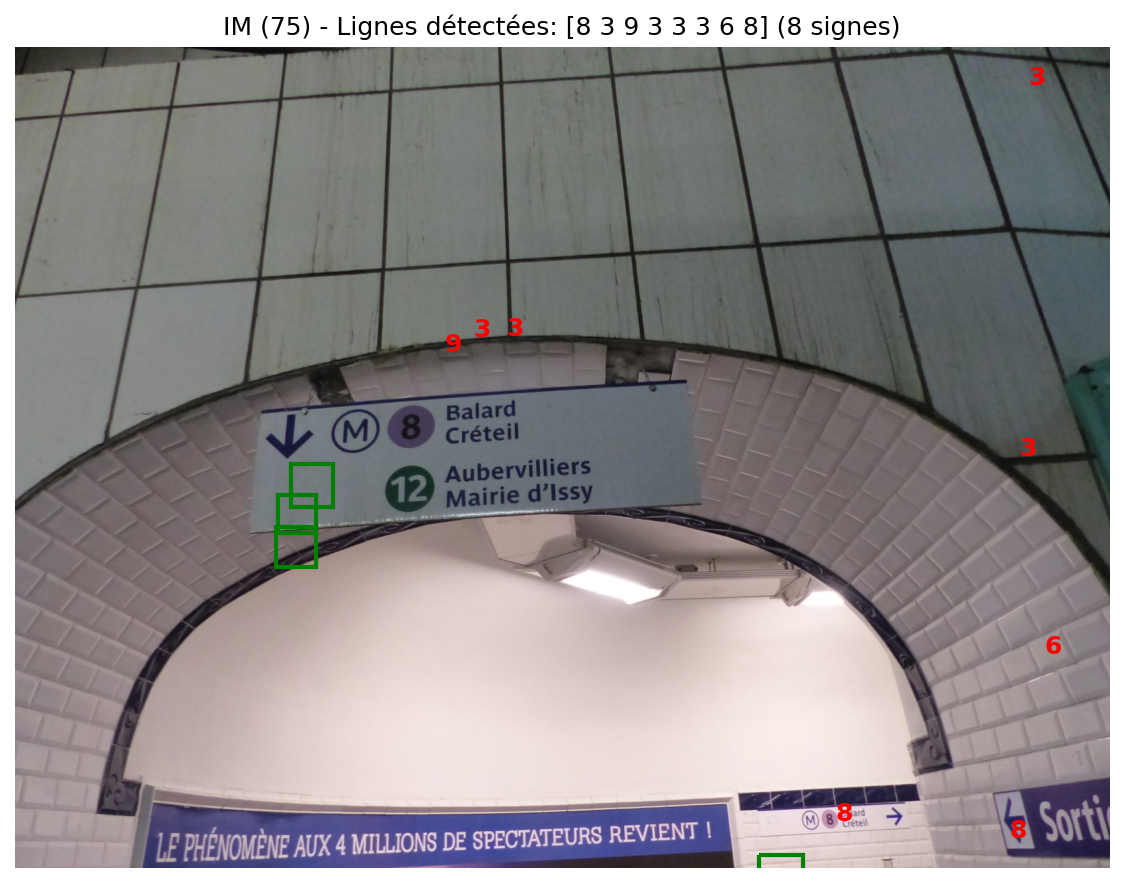 IM (75) - Lignes détectées: [8 3 9 3 3 3 6 8] (8 signes)
3
9 3 3
M 8 Balard
Créteil
12 Aubervilliers
Mairie d'Issy
3
6
8
M 8 Créteil
8 Sortie
LE PHÉNOMÈNE AUX 4 MILLIONS DE SPECTATEURS REVIENT !